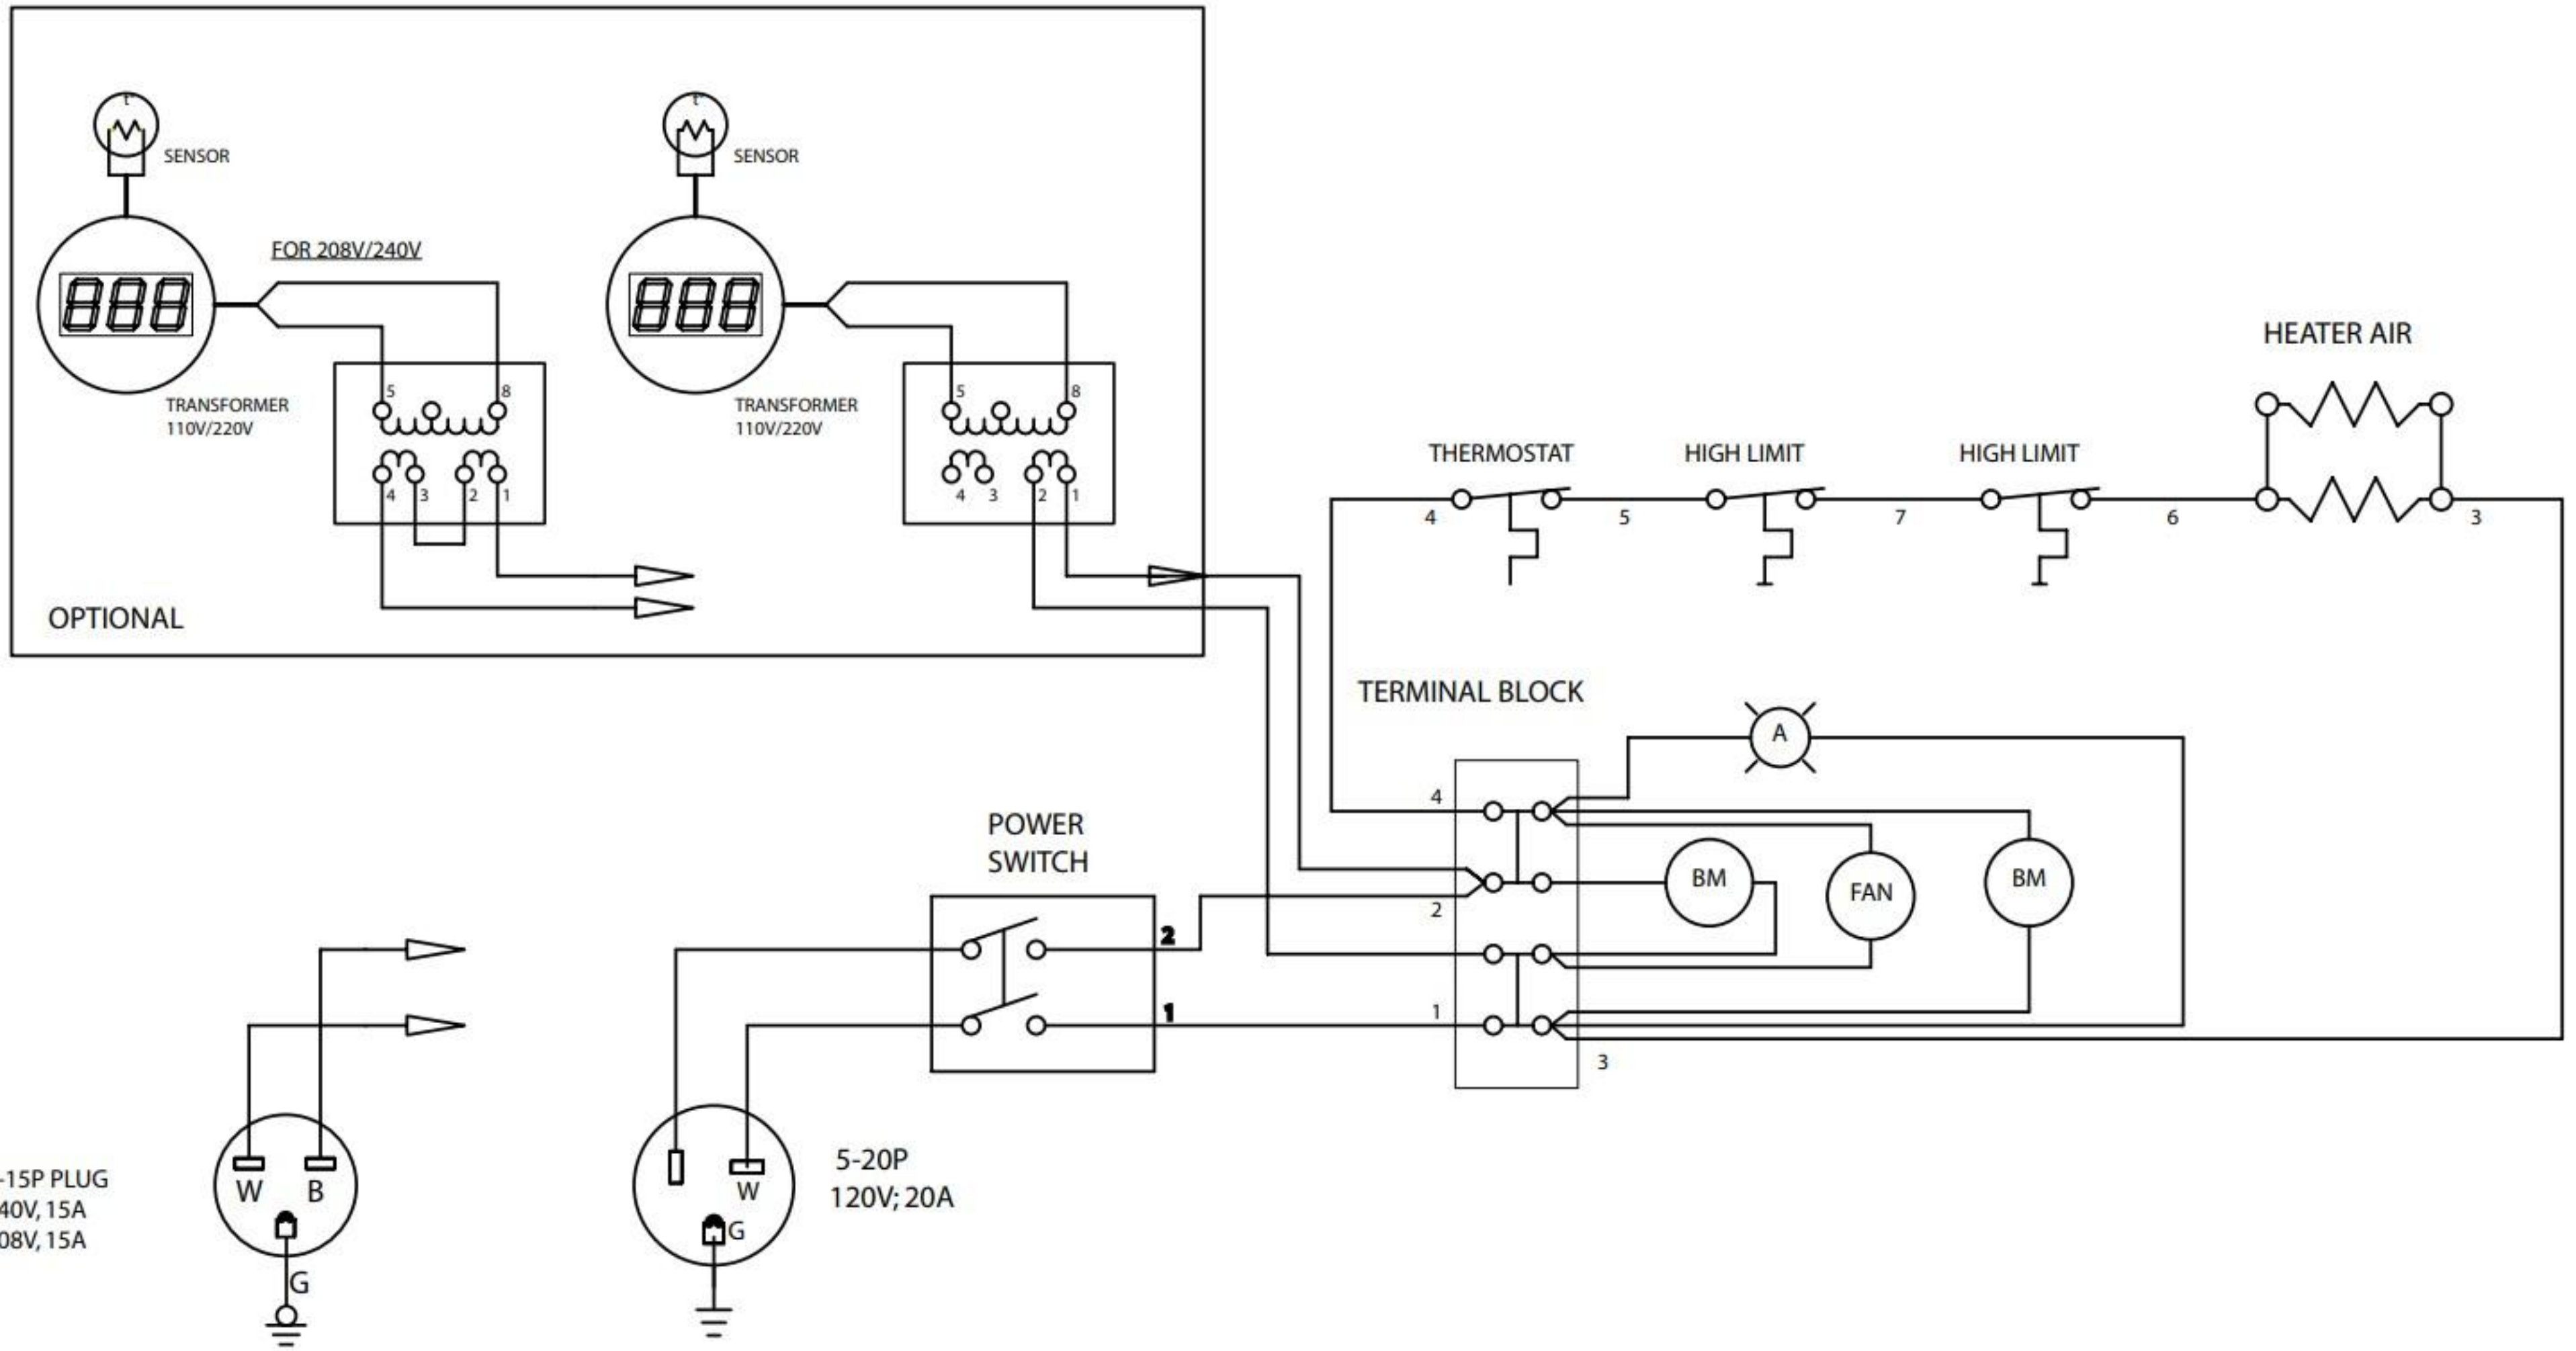 t°
SENSOR
t°
SENSOR
FOR 208V/240V
888
888
TRANSFORMER
110V/220V
5
8
4
3
2
1
TRANSFORMER
110V/220V
5
8
4
3
2
1
OPTIONAL
HEATER AIR
THERMOSTAT
HIGH LIMIT
HIGH LIMIT
4
5
7
6
3
TERMINAL BLOCK
A
4
2
1
3
BM
FAN
BM
POWER
SWITCH
2
1
-15P PLUG
40V, 15A
08V, 15A
W
B
G
W
G
5-20P
120V; 20A